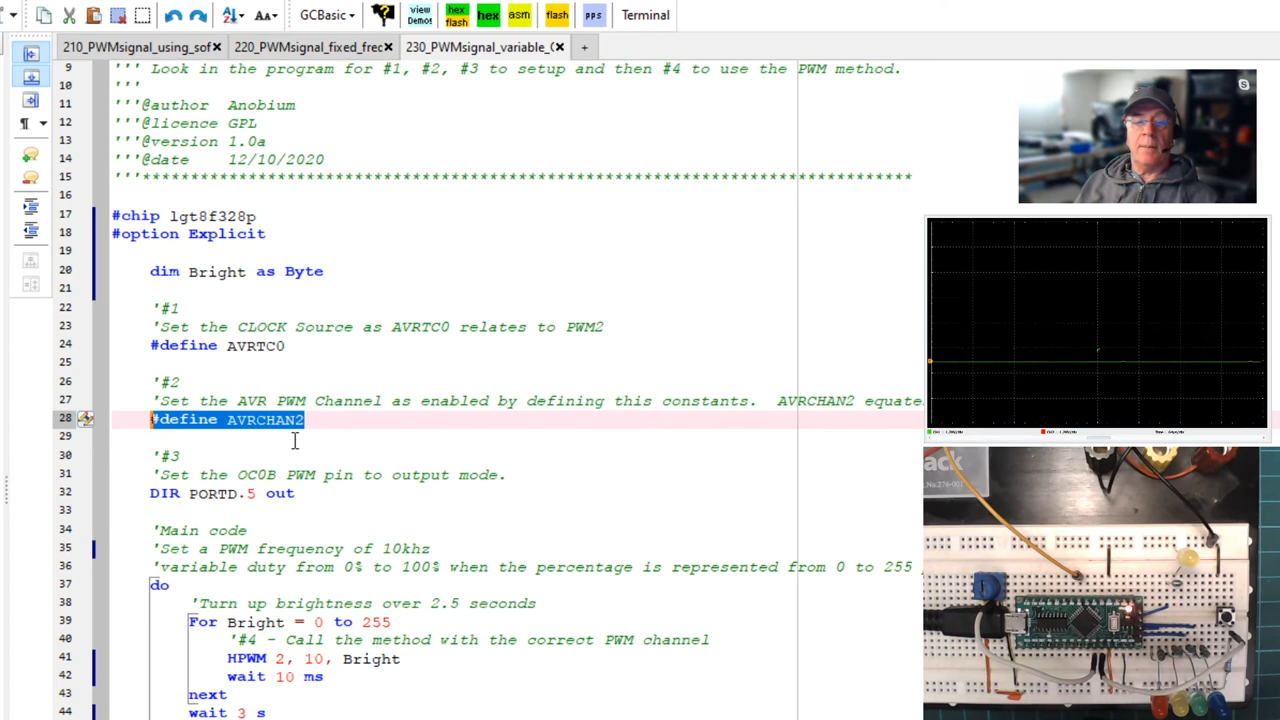 GCBasic
view
Demos
hex
flash
hex
asm
flash
pps
Terminal
210_PWMsignal_using_sof
220_PWMsignal_fixed_frec
230_PWMsignal_variable_(
+
9 ''' Look in the program for #1, #2, #3 to setup and then #4 to use the PWM method.
10 '''
11 '''@author Anobium
12 '''@licence GPL
13 '''@version 1.0a
14 '''@date 12/10/2020
15 '''********************************************************************************
16
17 #chip lgt8f328p
18 #option Explicit
19
20 dim Bright as Byte
21
22 '#1
23 'Set the CLOCK Source as AVRTC0 relates to PWM2
24 #define AVRTC0
25
26 '#2
27 'Set the AVR PWM Channel as enabled by defining this constants. AVRCHAN2 equate
28 #define AVRCHAN2
29
30 '#3
31 'Set the OC0B PWM pin to output mode.
32 DIR PORTD.5 out
33
34 'Main code
35 'Set a PWM frequency of 10khz
36 'variable duty from 0% to 100% when the percentage is represented from 0 to 255
37 do
38 'Turn up brightness over 2.5 seconds
39 For Bright = 0 to 255
40 '#4 - Call the method with the correct PWM channel
41 HPWM 2, 10, Bright
42 wait 10 ms
43 next
44 wait 3 s